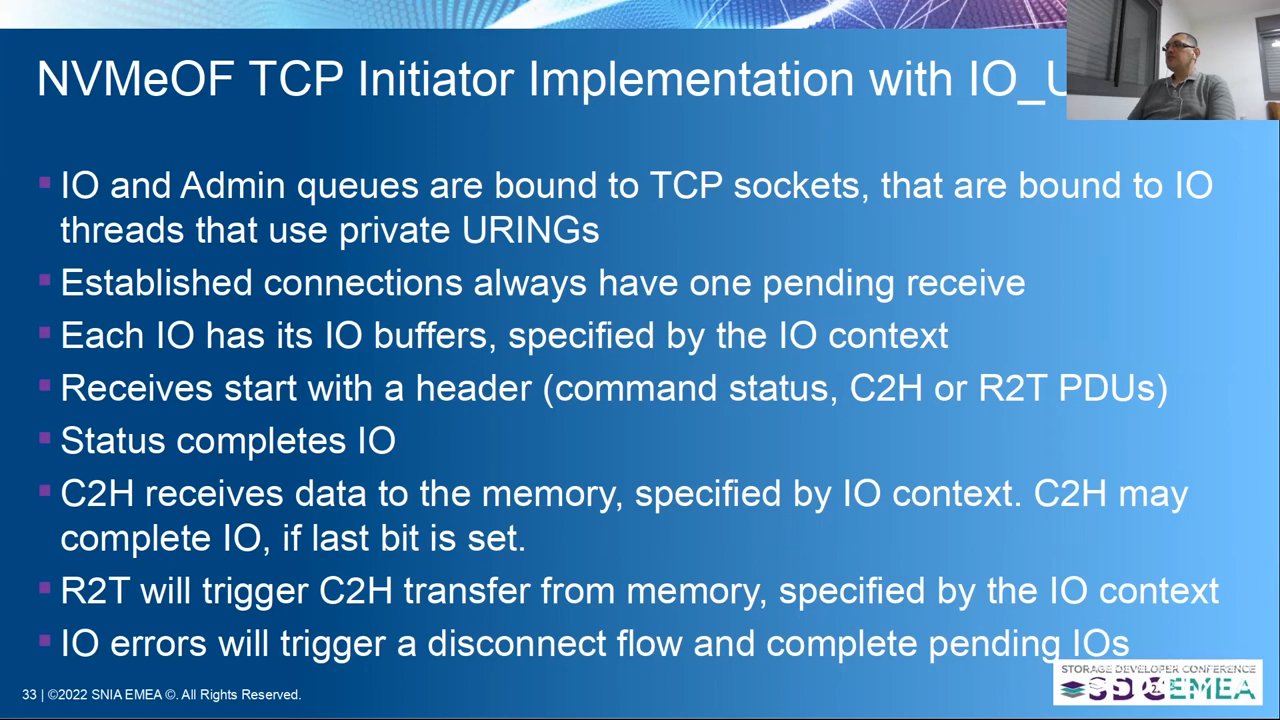 NVMeOF TCP Initiator Implementation with IO_U
▪ IO and Admin queues are bound to TCP sockets, that are bound to IO
threads that use private URINGs
▪ Established connections always have one pending receive
▪ Each IO has its IO buffers, specified by the IO context
▪ Receives start with a header (command status, C2H or R2T PDUs)
▪ Status completes IO
▪ C2H receives data to the memory, specified by IO context. C2H may
complete IO, if last bit is set.
▪ R2T will trigger C2H transfer from memory, specified by the IO context
▪ IO errors will trigger a disconnect flow and complete pending IOs
33 | ©2022 SNIA EMEA ©. All Rights Reserved.
STORAGE DEVELOPER CONFERENCE
EMEA